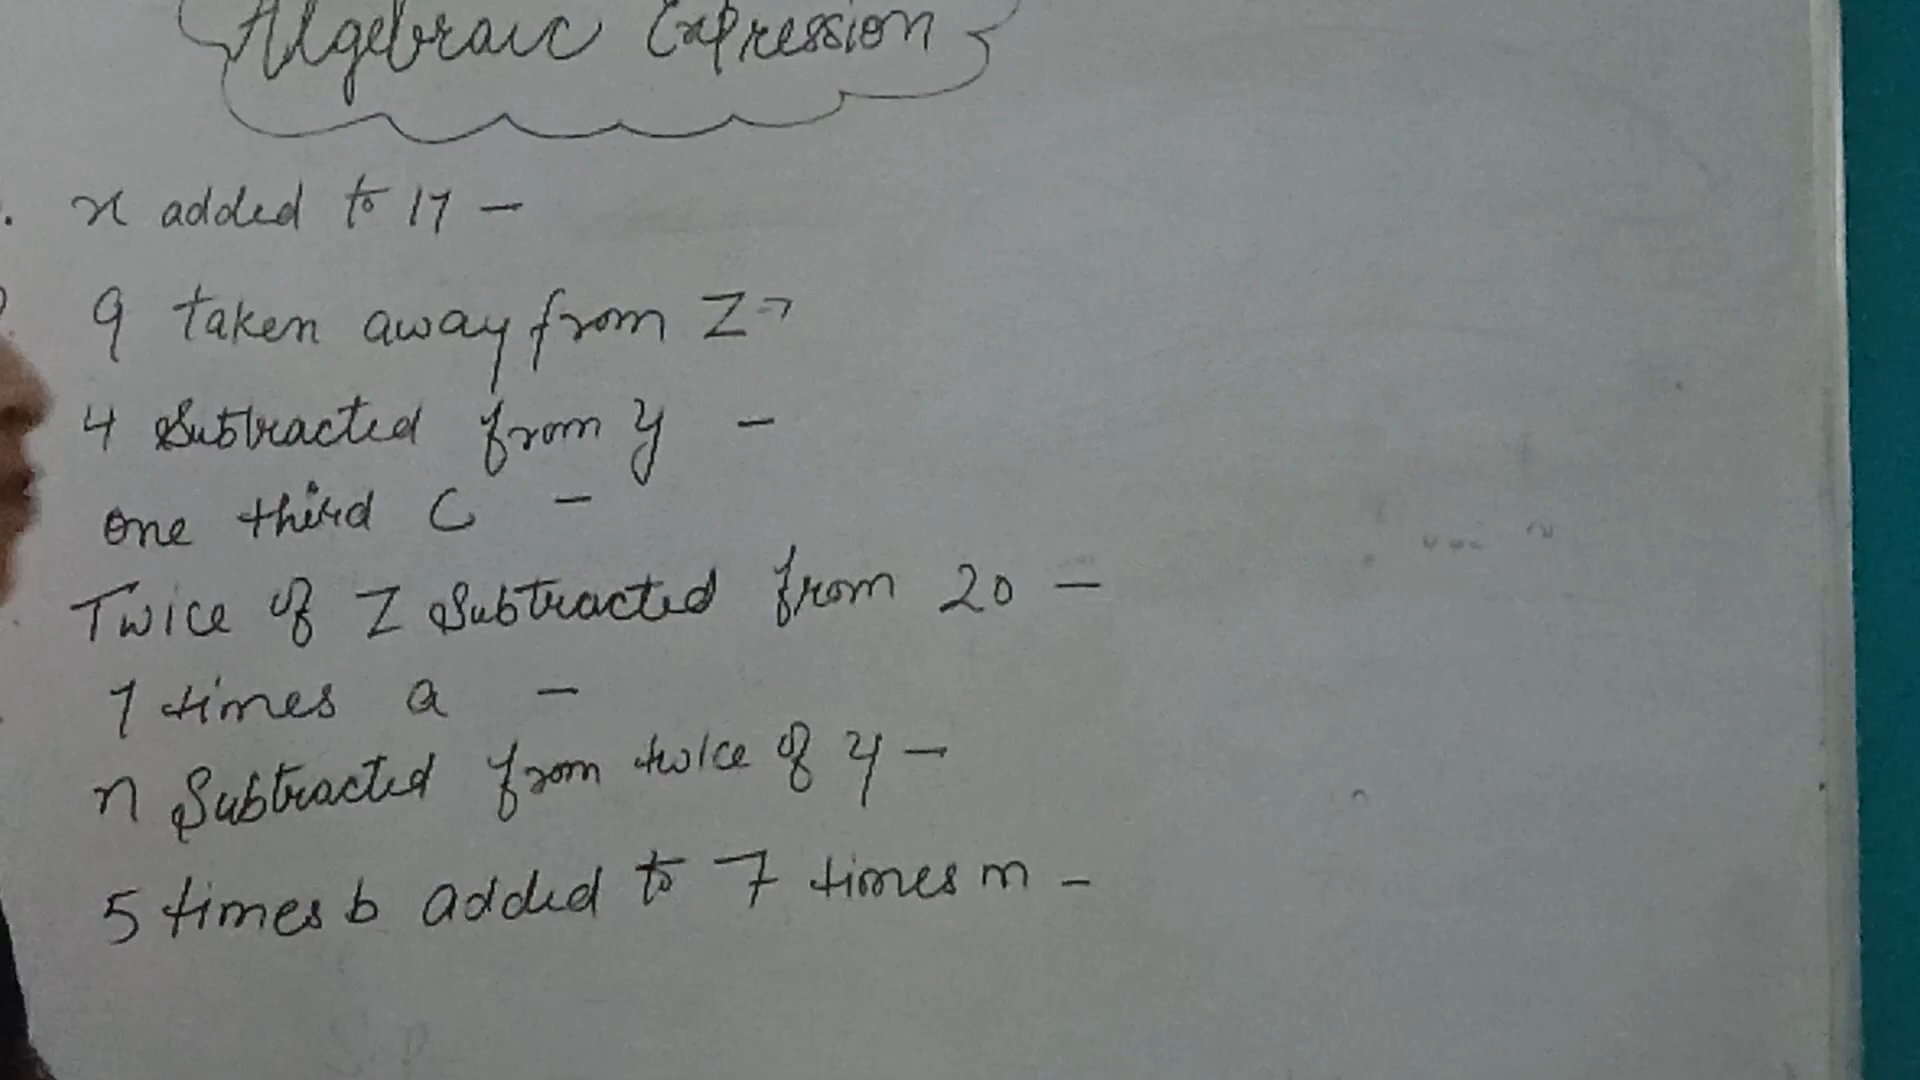 Algebraic Expression
x added to 17 -
9 taken away from Z -
4 Subtracted from y -
one third C -
Twice of Z Subtracted from 20 -
7 times a -
n Subtracted from twice of y -
5 times b added to 7 times m -